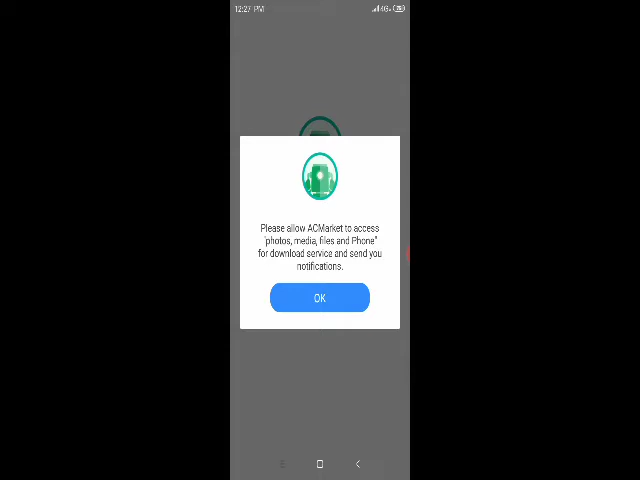 12:27 PM
4G
Please allow ACMarket to access
"photos, media, files and Phone"
for download service and send you
notifications.
OK